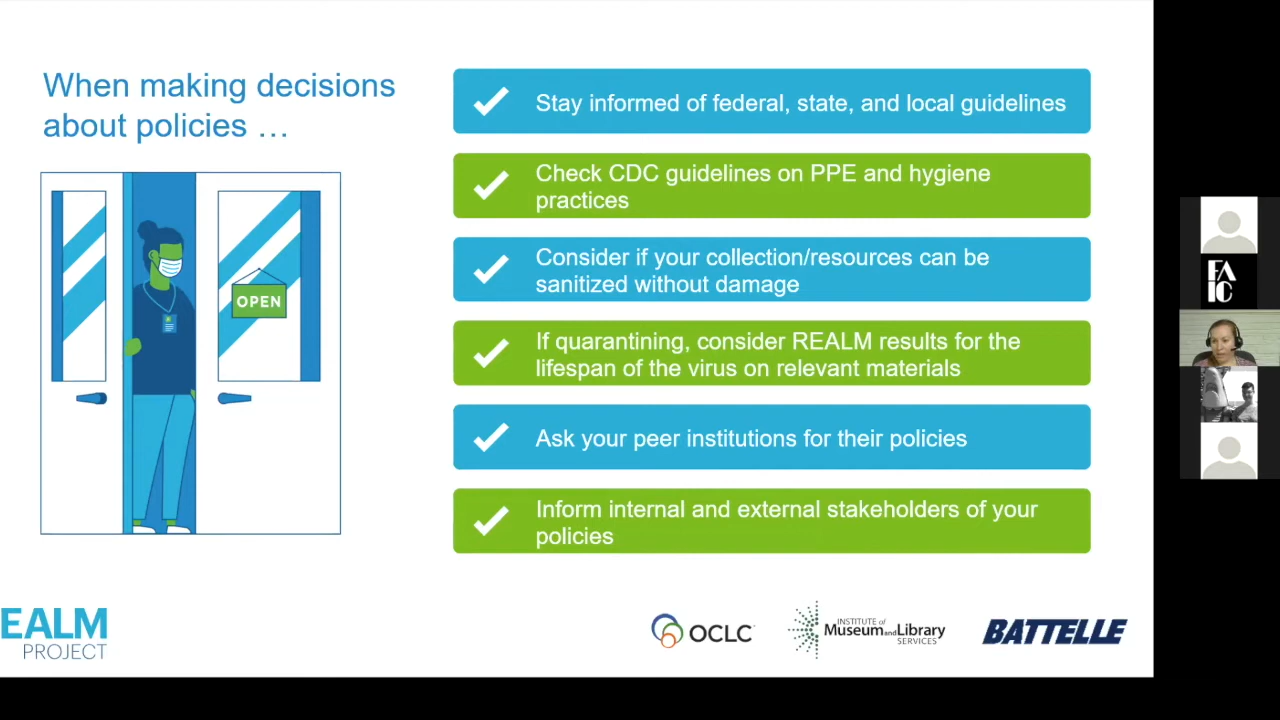 When making decisions
about policies …
OPEN
Stay informed of federal, state, and local guidelines
Check CDC guidelines on PPE and hygiene
practices
Consider if your collection/resources can be
sanitized without damage
If quarantining, consider REALM results for the
lifespan of the virus on relevant materials
Ask your peer institutions for their policies
Inform internal and external stakeholders of your
policies
EALM
PROJECT
OCLC
INSTITUTE of
Museum and Library
SERVICES
BATTELLE
FA
IC